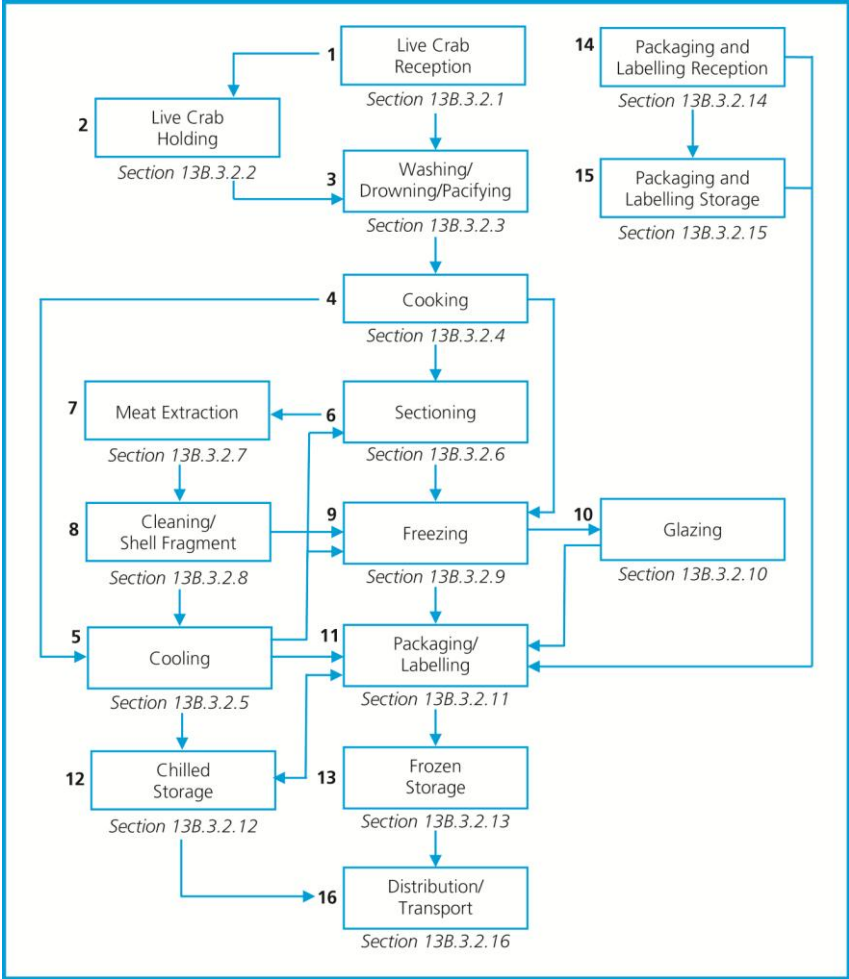 1
Live Crab
Reception
Section 13B.3.2.1
14
Packaging and
Labelling Reception
Section 13B.3.2.14
2
Live Crab
Holding
Section 13B.3.2.2
3
Washing/
Drowning/Pacifying
Section 13B.3.2.3
15
Packaging and
Labelling Storage
Section 13B.3.2.15
4
Cooking
Section 13B.3.2.4
7
Meat Extraction
Section 13B.3.2.7
6
Sectioning
Section 13B.3.2.6
8
Cleaning/
Shell Fragment
Section 13B.3.2.8
9
Freezing
Section 13B.3.2.9
10
Glazing
Section 13B.3.2.10
5
Cooling
Section 13B.3.2.5
11
Packaging/
Labelling
Section 13B.3.2.11
12
Chilled
Storage
Section 13B.3.2.12
13
Frozen
Storage
Section 13B.3.2.13
16
Distribution/
Transport
Section 13B.3.2.16